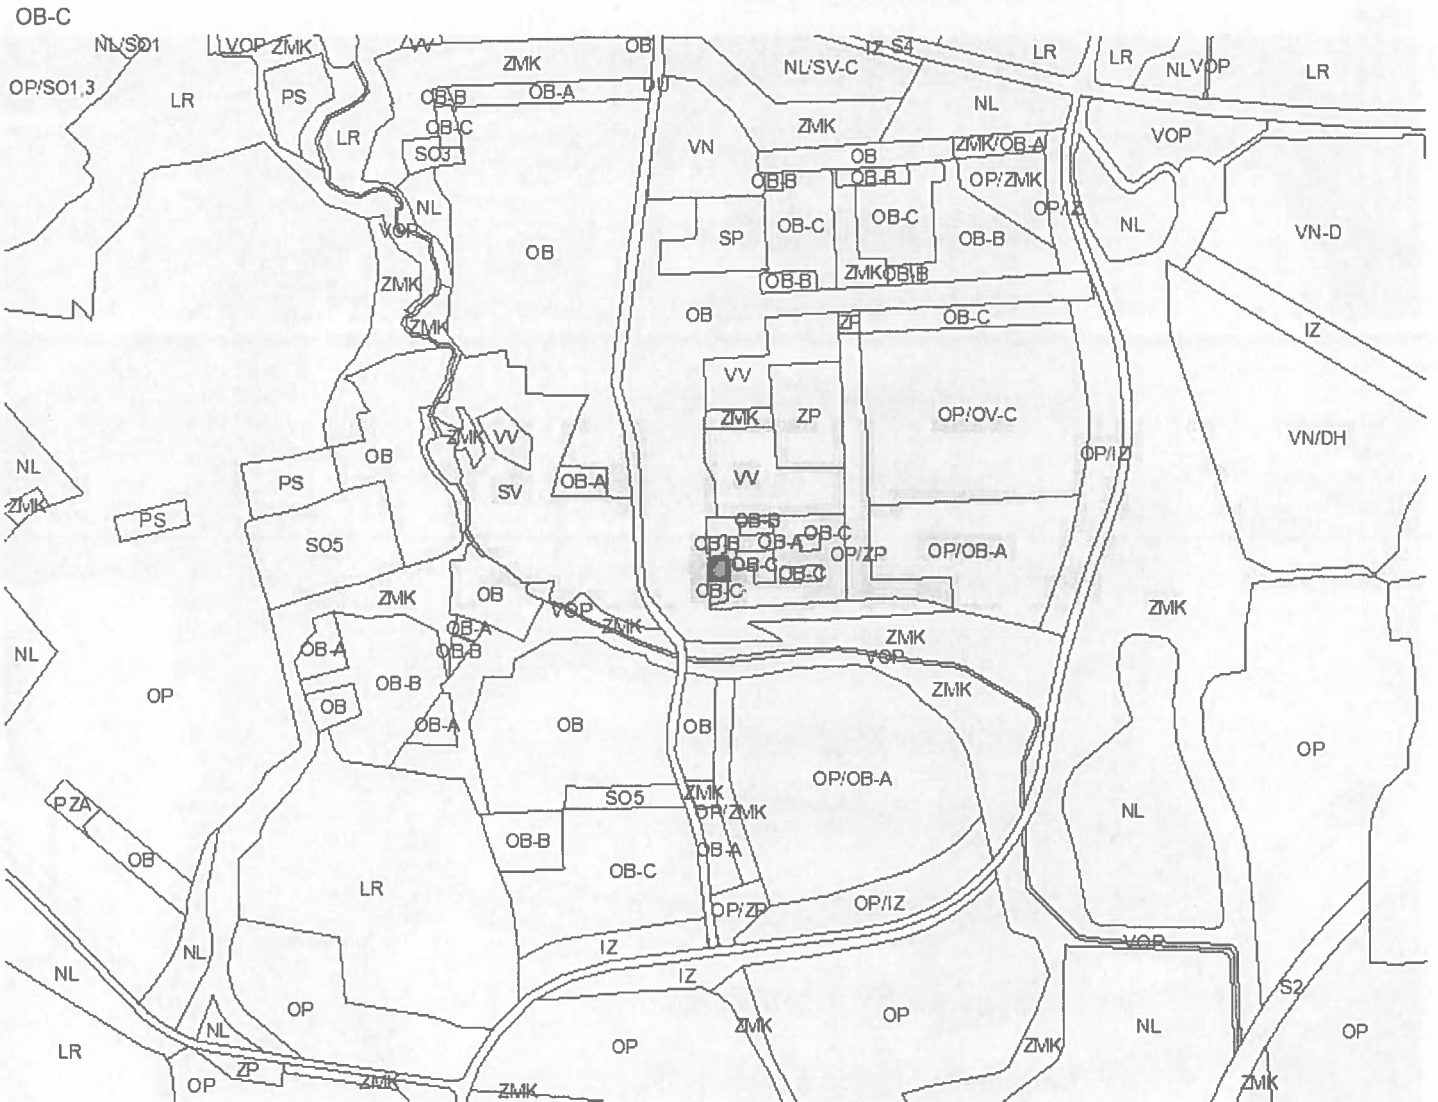 OB-C
NL/SO1
VOP
ZMK
VV
OB
IZ S4
LR
LR
NL
VOP
LR
OP/SO1,3
LR
PS
ZMK
DU
NL/SV-C
OB-B
OB-A
NL
OB-C
LR
VN
ZMK
VOP
SO3
OB
ZMK/OB-A
OB-B
OB-B
OP/ZMK
NL
OP/IZ
VOP
SP
OB-C
OB-C
OB-B
NL
VN-D
OB
ZMK
OB-B
ZMK
OB-B
ZMK
OB
ZP
OB-C
IZ
VV
ZMK
ZP
OP/OV-C
ZMK
VV
VN/DH
OB
OP/IZ
NL
PS
SV
OB-A
VV
ZMK
PS
OB-B
SO5
OB-B
OB-A
OB-C
OP/ZP
OP/OB-A
OB-C
OB-C
OB-C
ZMK
OB
VOP
ZMK
ZMK
OB-A
ZMK
NL
OB-A
OB-B
VOP
OP
OB-B
ZMK
OB
OB-A
OB
OB
OP
OP/OB-A
PZA
SO5
ZMK
OP/ZMK
NL
OB
OB-B
OB-A
LR
OB-C
OP/ZP
OP/IZ
NL
IZ
VOP
NL
IZ
S2
OP
NL
ZMK
OP
NL
OP
LR
OP
ZMK
ZP
OP
ZMK
ZMK
ZMK